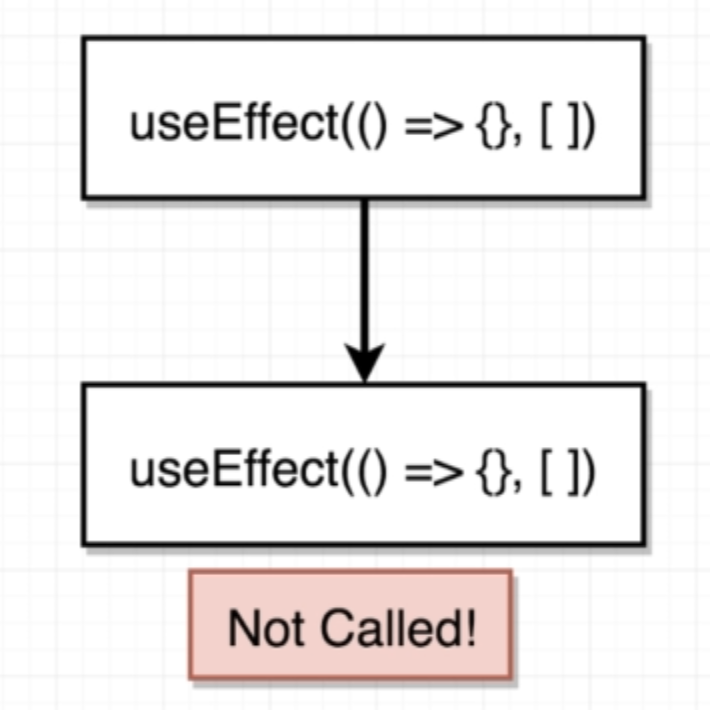 useEffect(() => {}, [ ])
useEffect(() => {}, [ ])
Not Called!